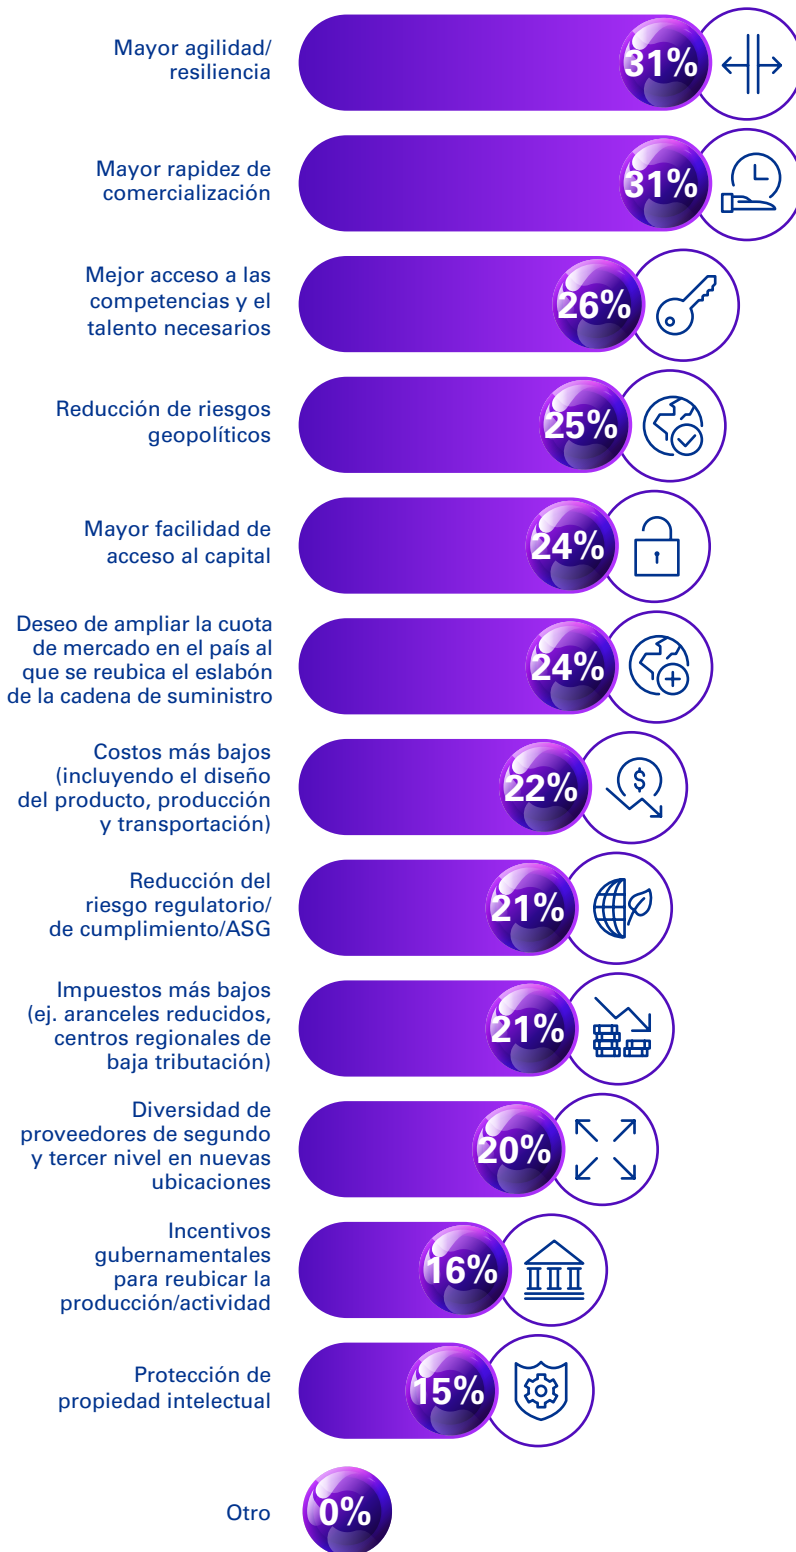 Mayor agilidad/
resiliencia
31%
Mayor rapidez de
comercialización
31%
Mejor acceso a las
competencias y el
talento necesarios
26%
Reducción de riesgos
geopolíticos
25%
Mayor facilidad de
acceso al capital
24%
Deseo de ampliar la cuota
de mercado en el país al
que se reubica el eslabón
de la cadena de suministro
24%
Costos más bajos
(incluyendo el diseño
del producto, producción
y transportación)
22%
$
Reducción del
riesgo regulatorio/
de cumplimiento/ASG
21%
Impuestos más bajos
(ej. aranceles reducidos,
centros regionales de
baja tributación)
21%
Diversidad de
proveedores de segundo
y tercer nivel en nuevas
ubicaciones
20%
Incentivos
gubernamentales
para reubicar la
producción/actividad
16%
Protección de
propiedad intelectual
15%
Otro
0%